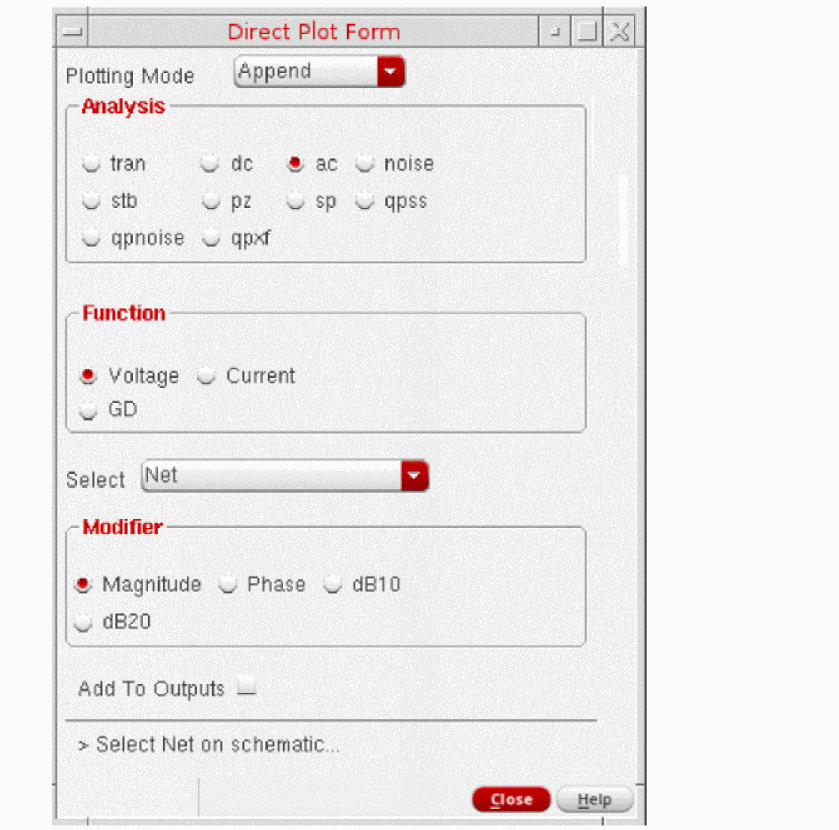 Direct Plot Form
Plotting Mode Append
Analysis
tran dc ac noise
stb pz sp qpss
qpnoise qpxf
Function
Voltage Current
GD
Select Net
Modifier
Magnitude Phase dB10
dB20
Add To Outputs
> Select Net on schematic...
Close Help